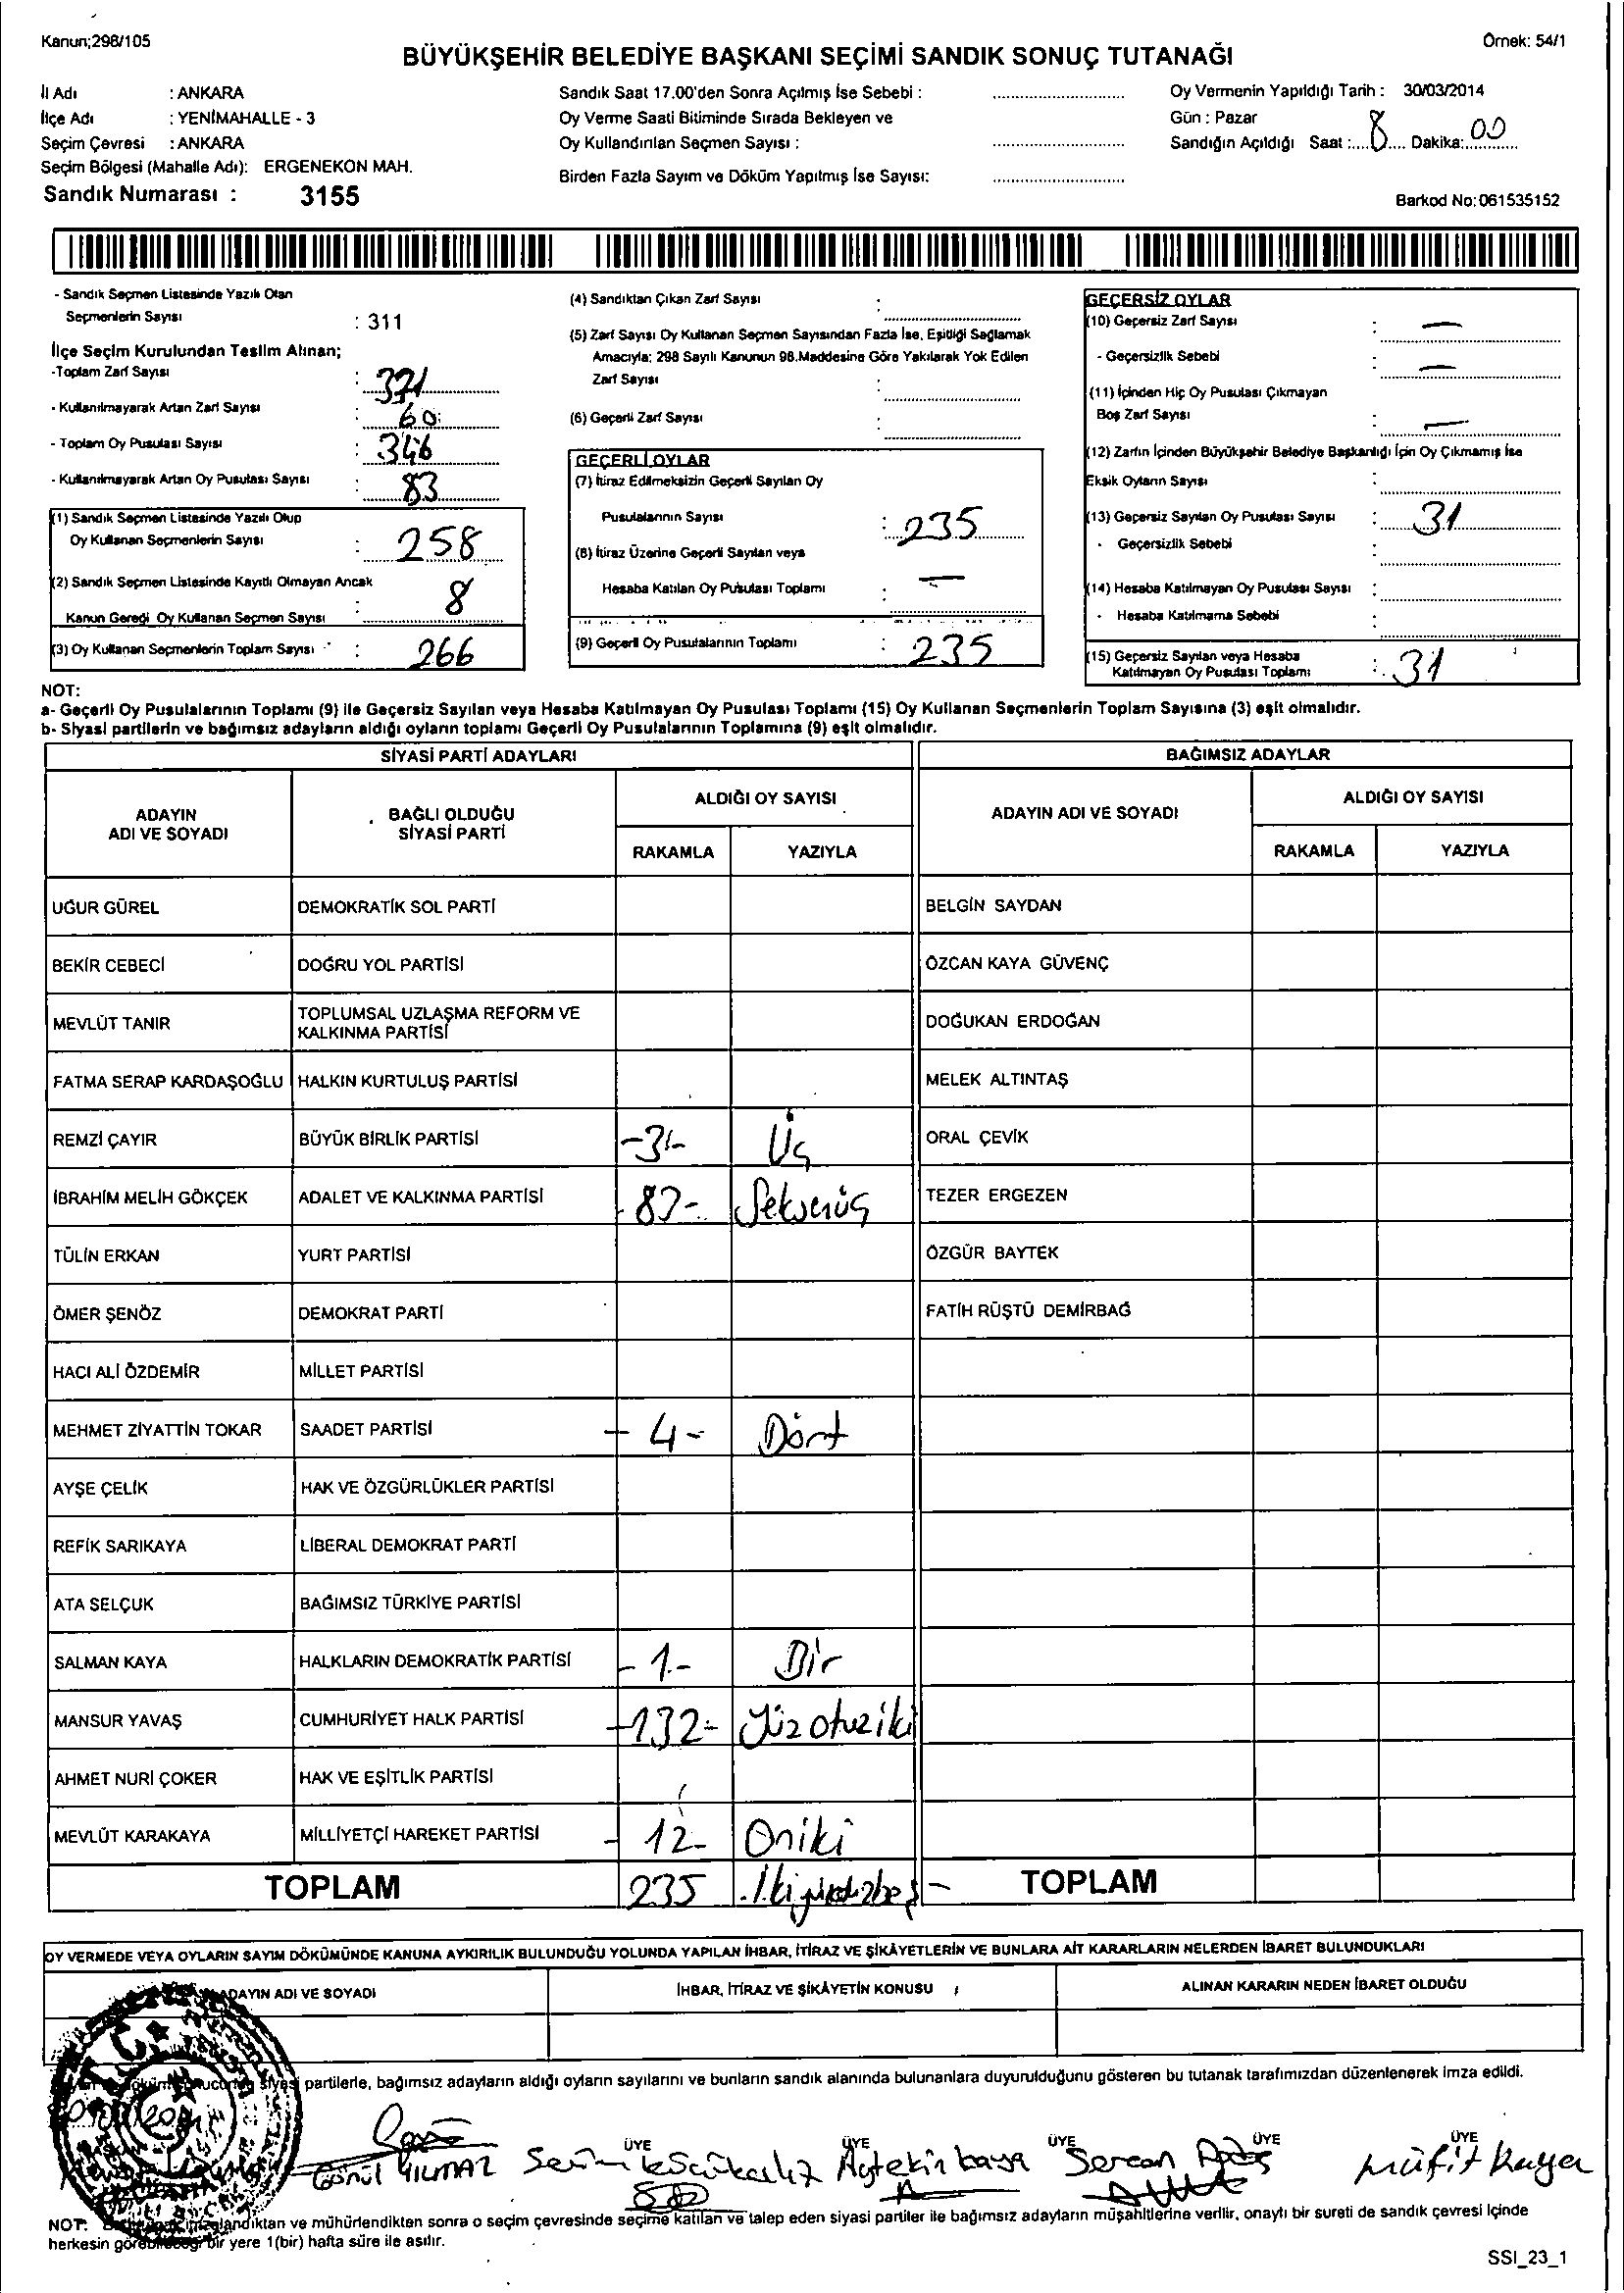 Kanun;298/105
Örnek: 54/1
BÜYÜKŞEHİR BELEDİYE BAŞKANI SEÇİMİ SANDIK SONUÇ TUTANAĞI
İl Adı : ANKARA
İlçe Adı : YENİMAHALLE - 3
Seçim Çevresi : ANKARA
Seçim Bölgesi (Mahalle Adı): ERGENEKON MAH.
Sandık Numarası : 3155
Sandık Saat 17.00'den Sonra Açılmış İse Sebebi :
Oy Verme Saati Bitiminde Sırada Bekleyen ve
Oy Kullandırılan Seçmen Sayısı :
Birden Fazla Sayım ve Döküm Yapılmış İse Sayısı:
Oy Vermenin Yapıldığı Tarih : 30/03/2014
Gün : Pazar
Sandığın Açıldığı Saat :....8.... Dakika:...00...
Barkod No:061535152
- Sandık Seçmen Listesinde Yazılı Olan
Seçmenlerin Sayısı : 311
İlçe Seçim Kurulundan Teslim Alınan;
-Toplam Zarf Sayısı :
- Kullanılmayarak Artan Zarf Sayısı : 60
- Toplam Oy Pusulası Sayısı : 346
- Kullanılmayarak Artan Oy Pusulası Sayısı : 83
(1) Sandık Seçmen Listesinde Yazılı Olup
Oy Kullanan Seçmenlerin Sayısı : 258
(2) Sandık Seçmen Listesinde Kayıtlı Olmayan Ancak
Kanun Gereği Oy Kullanan Seçmen Sayısı : 8
(3) Oy Kullanan Seçmenlerin Toplam Sayısı : 266
(4) Sandıktan Çıkan Zarf Sayısı :
(5) Zarf Sayısı Oy Kullanan Seçmen Sayısından Fazla İse, Eşitliği Sağlamak
Amacıyla; 298 Sayılı Kanunun 98.Maddesine Göre Yakılarak Yok Edilen
Zarf Sayısı :
(6) Geçerli Zarf Sayısı :
GEÇERLİ OYLAR
(7) İtiraz Edilmeksizin Geçerli Sayılan Oy
Pusulalarının Sayısı : 235
(8) İtiraz Üzerine Geçerli Sayılan veya
Hesaba Katılan Oy Pusulası Toplamı : —
(9) Geçerli Oy Pusulalarının Toplamı : 235
GEÇERSİZ OYLAR
(10) Geçersiz Zarf Sayısı : —
- Geçersizlik Sebebi : —
(11) İçinden Hiç Oy Pusulası Çıkmayan
Boş Zarf Sayısı : —
(12) Zarfın İçinden Büyükşehir Belediye Başkanlığı İçin Oy Çıkmamış İse
Eksik Oyların Sayısı :
(13) Geçersiz Sayılan Oy Pusulası Sayısı : 31
- Geçersizlik Sebebi :
(14) Hesaba Katılmayan Oy Pusulası Sayısı :
- Hesaba Katılmama Sebebi
(15) Geçersiz Sayılan veya Hesaba
Katılmayan Oy Pusulası Toplamı : 31
NOT:
a- Geçerli Oy Pusulalarının Toplamı (9) ile Geçersiz Sayılan veya Hesaba Katılmayan Oy Pusulası Toplamı (15) Oy Kullanan Seçmenlerin Toplam Sayısına (3) eşit olmalıdır.
b- Siyasi partilerin ve bağımsız adayların aldığı oyların toplamı Geçerli Oy Pusulalarının Toplamına (9) eşit olmalıdır.
SİYASİ PARTİ ADAYLARI BAĞIMSIZ ADAYLAR
ADAYIN
ADI VE SOYADI
BAĞLI OLDUĞU
SİYASİ PARTİ
ALDIĞI OY SAYISI
RAKAMLA YAZIYLA
ADAYIN ADI VE SOYADI
ALDIĞI OY SAYISI
RAKAMLA YAZIYLA
UĞUR GÜREL DEMOKRATİK SOL PARTİ BELGİN SAYDAN
BEKİR CEBECİ DOĞRU YOL PARTİSİ ÖZCAN KAYA GÜVENÇ
MEVLÜT TANIR TOPLUMSAL UZLAŞMA REFORM VE
KALKINMA PARTİSİ DOĞUKAN ERDOĞAN
FATMA SERAP KARDAŞOĞLU HALKIN KURTULUŞ PARTİSİ MELEK ALTINTAŞ
REMZİ ÇAYIR BÜYÜK BİRLİK PARTİSİ -3- Üç ORAL ÇEVİK
İBRAHİM MELİH GÖKÇEK ADALET VE KALKINMA PARTİSİ -83- Seksenüç TEZER ERGEZEN
TÜLİN ERKAN YURT PARTİSİ ÖZGÜR BAYTEK
ÖMER ŞENÖZ DEMOKRAT PARTİ FATİH RÜŞTÜ DEMİRBAĞ
HACI ALİ ÖZDEMİR MİLLET PARTİSİ
MEHMET ZİYATTİN TOKAR SAADET PARTİSİ - 4 - Dört
AYŞE ÇELİK HAK VE ÖZGÜRLÜKLER PARTİSİ
REFİK SARIKAYA LİBERAL DEMOKRAT PARTİ
ATA SELÇUK BAĞIMSIZ TÜRKİYE PARTİSİ
SALMAN KAYA HALKLARIN DEMOKRATİK PARTİSİ - 1 - Bir
MANSUR YAVAŞ CUMHURİYET HALK PARTİSİ -132- Yüzotuziki
AHMET NURİ ÇOKER HAK VE EŞİTLİK PARTİSİ
MEVLÜT KARAKAYA MİLLİYETÇİ HAREKET PARTİSİ - 12 - Oniki
TOPLAM 235 İkiyüzotuzbeş - TOPLAM
OY VERMEDE VEYA OYLARIN SAYIM DÖKÜMÜNDE KANUNA AYKIRILIK BULUNDUĞU YOLUNDA YAPILAN İHBAR, İTİRAZ VE ŞİKÂYETLERİN VE BUNLARA AİT KARARLARIN NELERDEN İBARET BULUNDUKLARI
ADAYIN ADI VE SOYADI İHBAR, İTİRAZ VE ŞİKÂYETİN KONUSU ALINAN KARARIN NEDEN İBARET OLDUĞU
T.C.
siyasi partilerle, bağımsız adayların aldığı oyların sayılarını ve bunların sandık alanında bulunanlara duyurulduğunu gösteren bu tutanak tarafımızdan düzenlenerek imza edildi.
ÜYE ÜYE ÜYE ÜYE ÜYE
Gönül YILMAZ Aytekin kaya Sercan Müfit Kaya
NOT: sandıktan ve mühürlendikten sonra o seçim çevresinde seçime katılan ve talep eden siyasi partiler ile bağımsız adayların müşahitlerine verilir, onaylı bir sureti de sandık çevresi içinde
herkesin görebileceği bir yere 1(bir) hafta süre ile asılır.
SSI_23_1